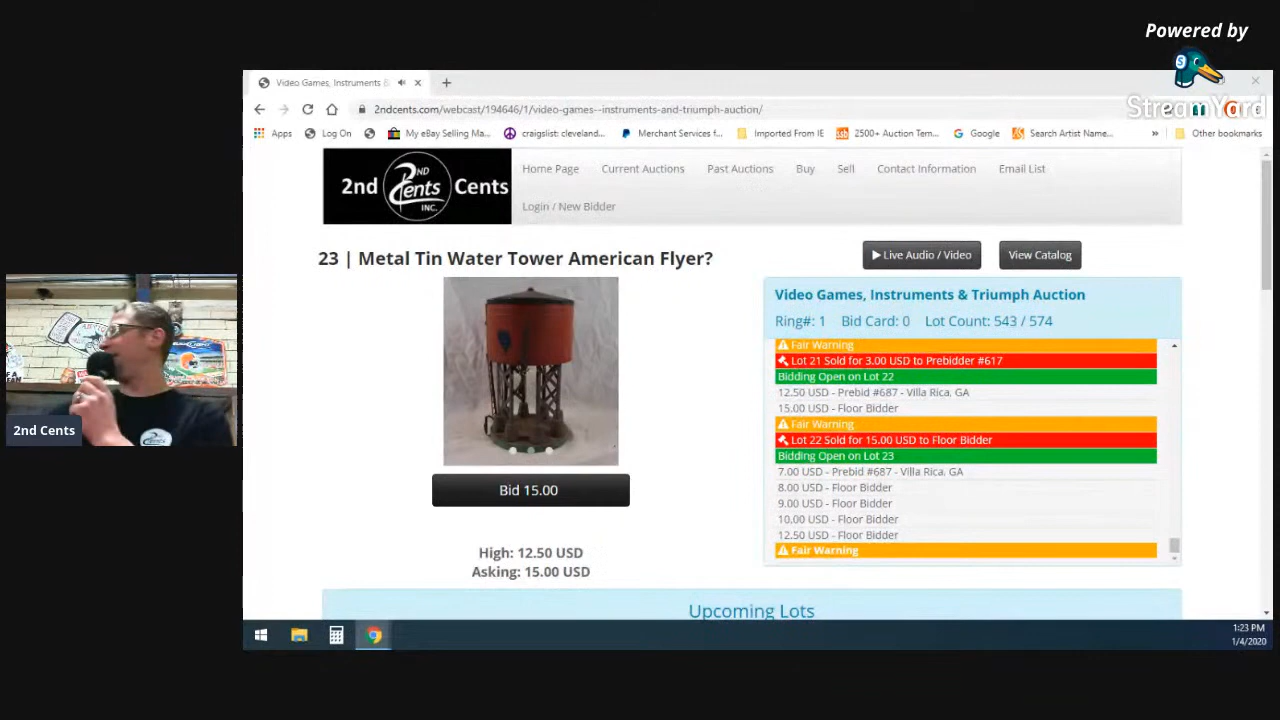 Powered by
StreamYard
Video Games, Instruments &
2ndcents.com/webcast/194646/1/video-games--instruments-and-triumph-auction/
Apps
Log On
My eBay Selling Ma...
craigslist: cleveland...
Merchant Services f...
Imported From IE
2500+ Auction Tem...
Google
Search Artist Name...
»
Other bookmarks
2nd
2ND
Cents
INC.
Cents
Home Page
Current Auctions
Past Auctions
Buy
Sell
Contact Information
Email List
Login / New Bidder
23 | Metal Tin Water Tower American Flyer?
Live Audio / Video
View Catalog
Video Games, Instruments & Triumph Auction
Ring#: 1 Bid Card: 0 Lot Count: 543 / 574
Fair Warning
Lot 21 Sold for 3.00 USD to Prebidder #617
Bidding Open on Lot 22
12.50 USD - Prebid #687 - Villa Rica, GA
15.00 USD - Floor Bidder
Fair Warning
Lot 22 Sold for 15.00 USD to Floor Bidder
Bidding Open on Lot 23
7.00 USD - Prebid #687 - Villa Rica, GA
8.00 USD - Floor Bidder
9.00 USD - Floor Bidder
10.00 USD - Floor Bidder
12.50 USD - Floor Bidder
Fair Warning
Bid 15.00
High: 12.50 USD
Asking: 15.00 USD
Upcoming Lots
2nd Cents
1:23 PM
1/4/2020